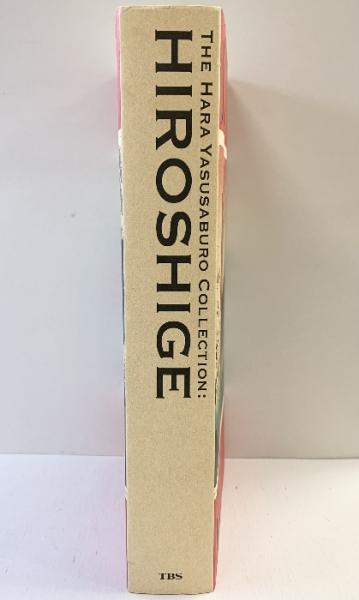 THE HARA YASUSABURO COLLECTION:
HIROSHIGE
TBS